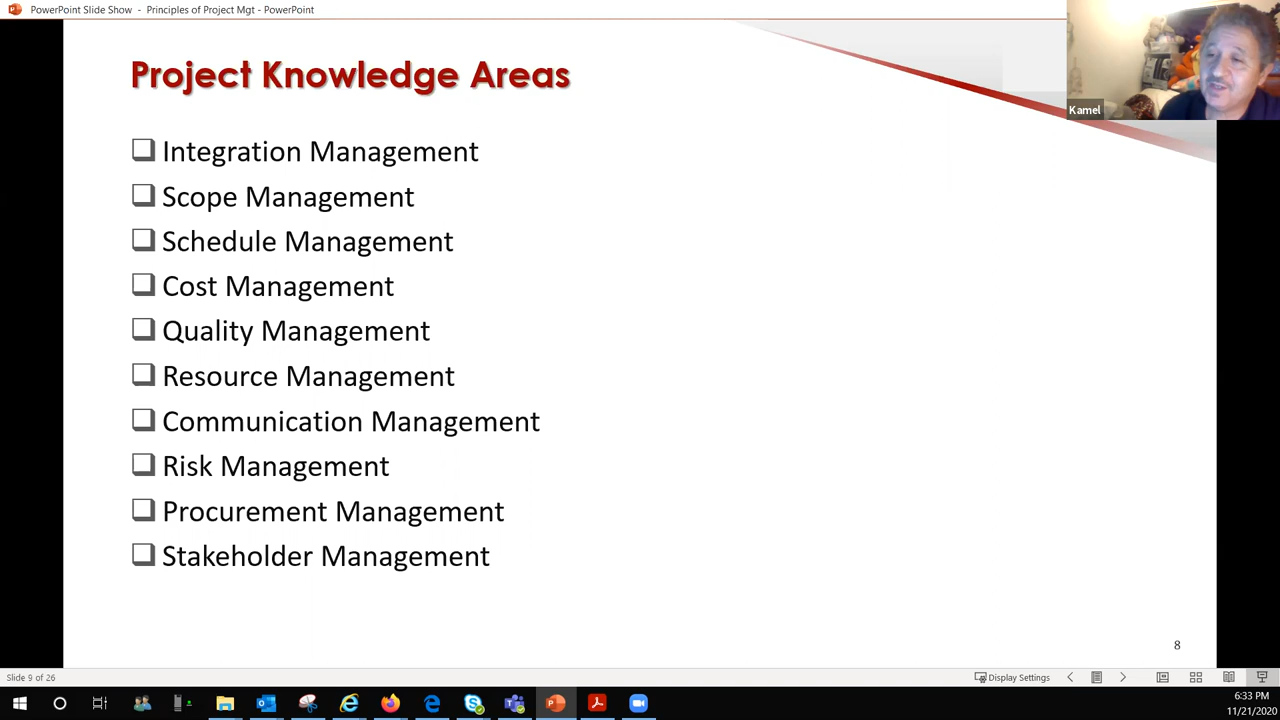 PowerPoint Slide Show - Principles of Project Mgt - PowerPoint
Project Knowledge Areas
Kamel
Integration Management
Scope Management
Schedule Management
Cost Management
Quality Management
Resource Management
Communication Management
Risk Management
Procurement Management
Stakeholder Management
8
Slide 9 of 26
Display Settings
6:33 PM
11/21/2020